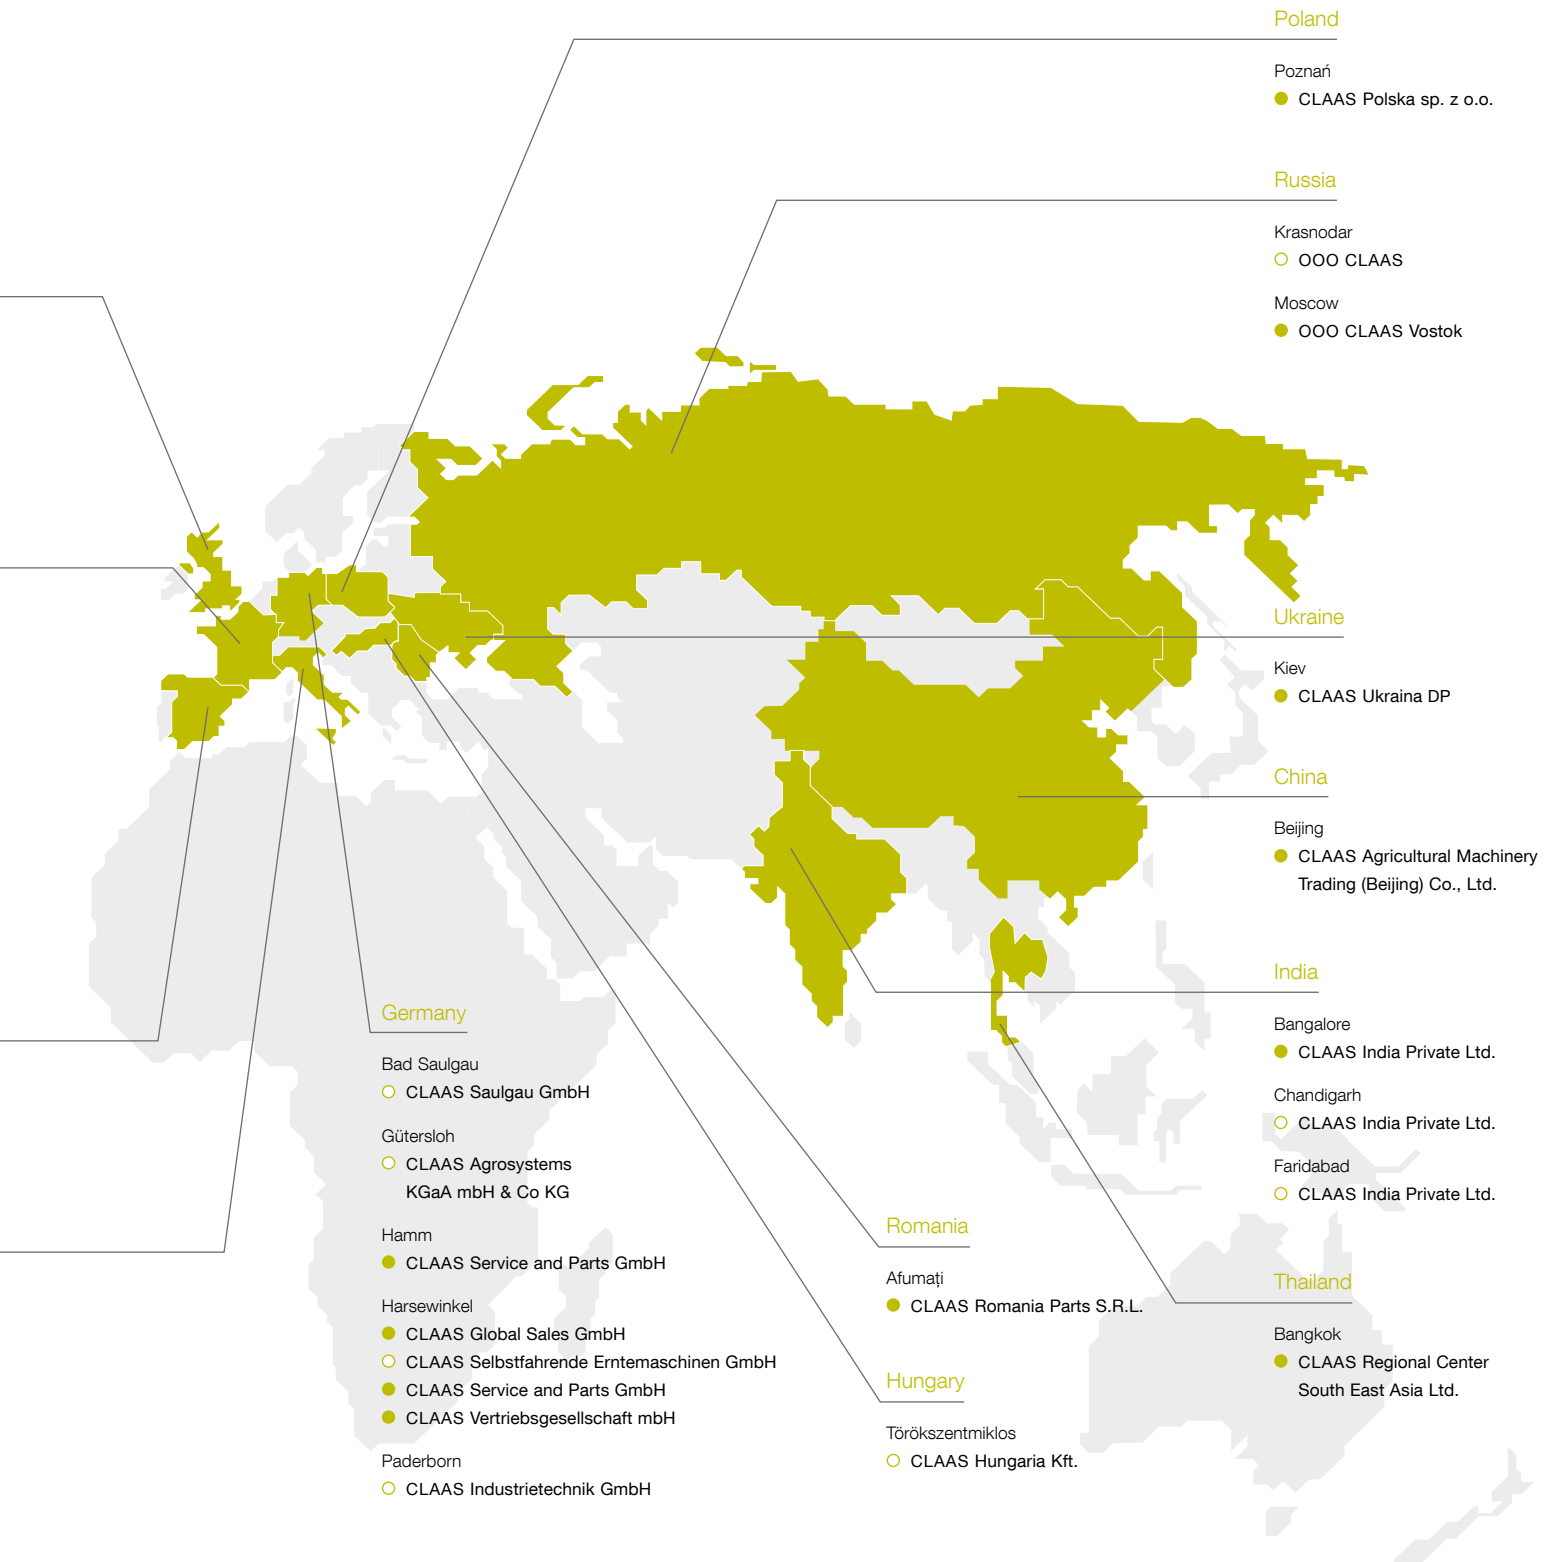 Poland
Poznań
CLAAS Polska sp. z o.o.
Russia
Krasnodar
OOO CLAAS
Moscow
OOO CLAAS Vostok
Ukraine
Kiev
CLAAS Ukraina DP
China
Beijing
CLAAS Agricultural Machinery
Trading (Beijing) Co., Ltd.
India
Bangalore
CLAAS India Private Ltd.
Chandigarh
CLAAS India Private Ltd.
Faridabad
CLAAS India Private Ltd.
Thailand
Bangkok
CLAAS Regional Center
South East Asia Ltd.
Germany
Bad Saulgau
CLAAS Saulgau GmbH
Gütersloh
CLAAS Agrosystems
KGaA mbH & Co KG
Hamm
CLAAS Service and Parts GmbH
Harsewinkel
CLAAS Global Sales GmbH
CLAAS Selbstfahrende Erntemaschinen GmbH
CLAAS Service and Parts GmbH
CLAAS Vertriebsgesellschaft mbH
Paderborn
CLAAS Industrietechnik GmbH
Romania
Afumați
CLAAS Romania Parts S.R.L.
Hungary
Törökszentmiklos
CLAAS Hungaria Kft.